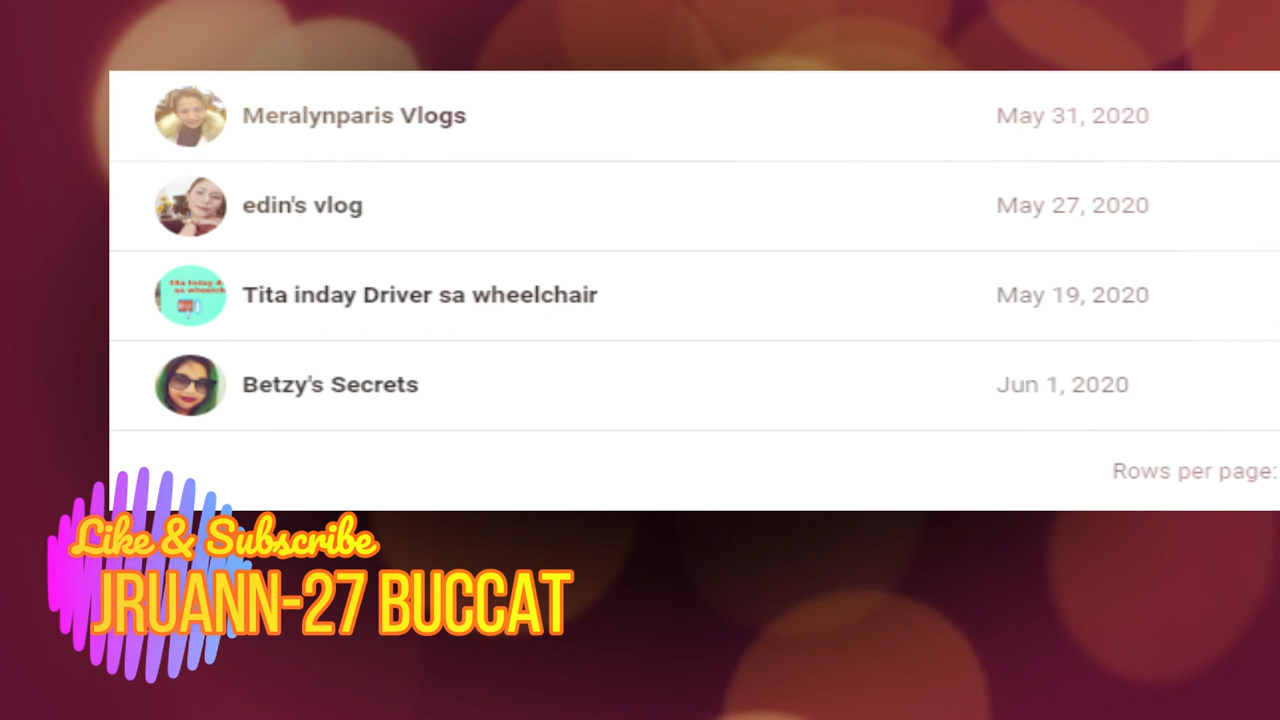 Meralynparis Vlogs May 31, 2020
edin's vlog May 27, 2020
Tita inday Driver sa wheelchair May 19, 2020
Betzy's Secrets Jun 1, 2020
Rows per page:
Like & Subscribe
JRUANN-27 BUCCAT